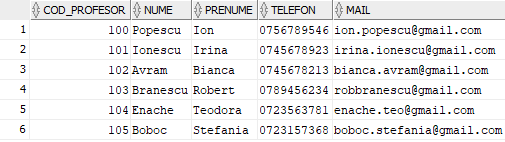 COD_PROFESOR NUME PRENUME TELEFON MAIL
1 100 Popescu Ion 0756789546 ion.popescu@gmail.com
2 101 Ionescu Irina 0745678923 irina.ionescu@gmail.com
3 102 Avram Bianca 0745678213 bianca.avram@gmail.com
4 103 Branescu Robert 0789456234 robbranescu@gmail.com
5 104 Enache Teodora 0723563781 enache.teo@gmail.com
6 105 Boboc Stefania 0723157368 boboc.stefania@gmail.com